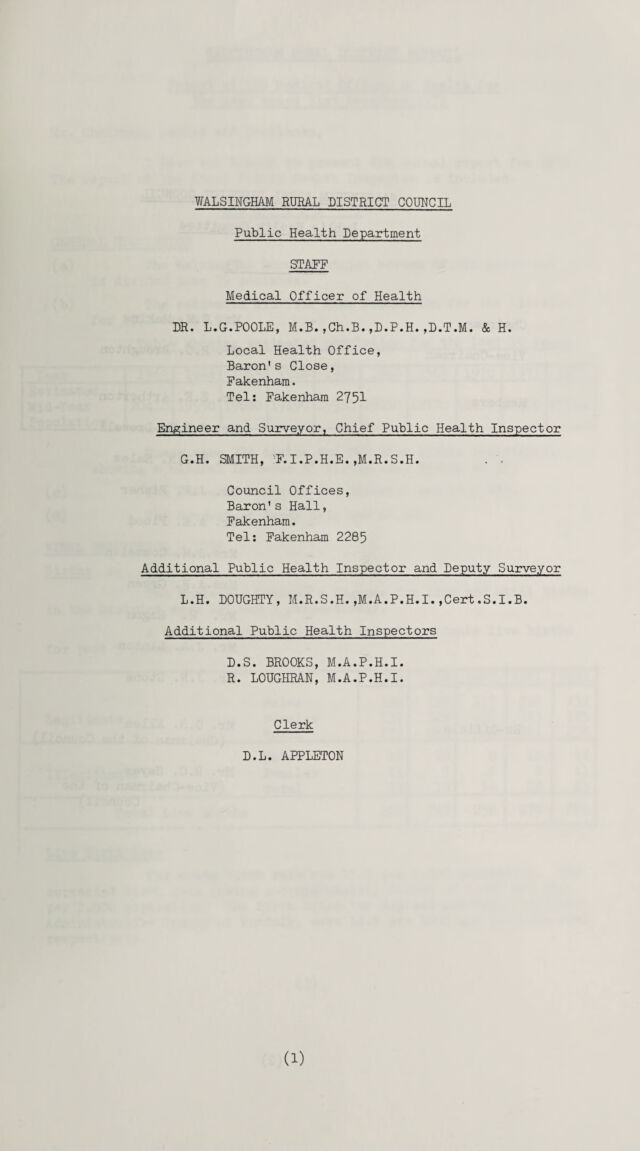 WALSINGHAM RURAL DISTRICT COUNCIL
Public Health Department
STAFF
Medical Officer of Health
DR. L.G.POOLE, M.B.,Ch.B.,D.P.H.,D.T.M. & H.
Local Health Office,
Baron's Close,
Fakenham.
Tel: Fakenham 2751
Engineer and Surveyor, Chief Public Health Inspector
G.H. SMITH, F.I.P.H.E.,M.R.S.H.
Council Offices,
Baron's Hall,
Fakenham.
Tel: Fakenham 2285
Additional Public Health Inspector and Deputy Surveyor
L.H. DOUGHTY, M.R.S.H.,M.A.P.H.I.,Cert.S.I.B.
Additional Public Health Inspectors
D.S. BROOKS, M.A.P.H.I.
R. LOUGHRAN, M.A.P.H.I.
Clerk
D.L. APPLETON
(1)